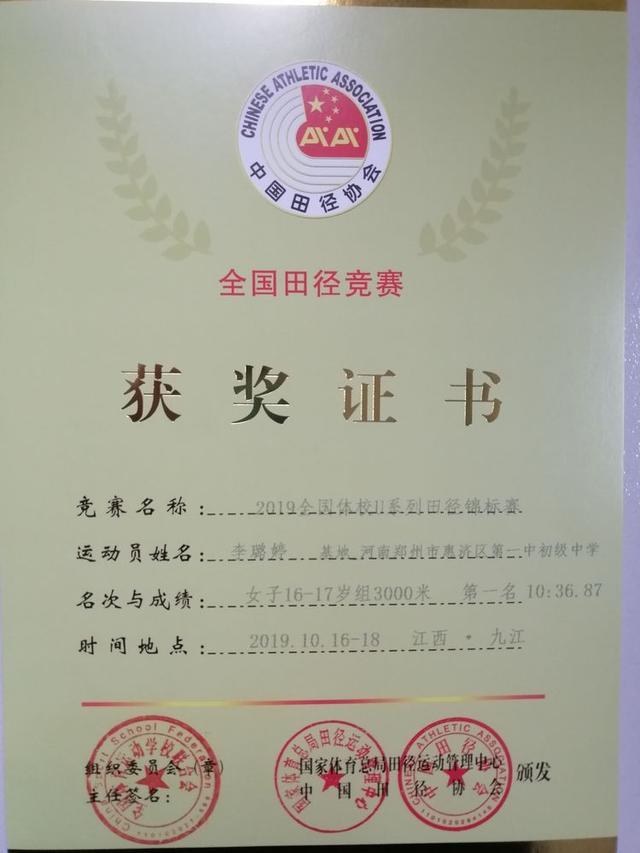 CHINESE ATHLETIC ASSOCIATION
中国田径协会
全国田径竞赛
获奖证书
竞赛名称: 2019全国体校U系列田径锦标赛
运动员姓名: 李璐婷 基地 河南郑州市惠济区第一中初级中学
名次与成绩: 女子16-17岁组3000米 第一名 10:36.87
时间地点: 2019.10.16-18 江西·九江
组织委员会(章) 国家体育总局田径运动管理中心 颁发
主任签名: 中国田径协会